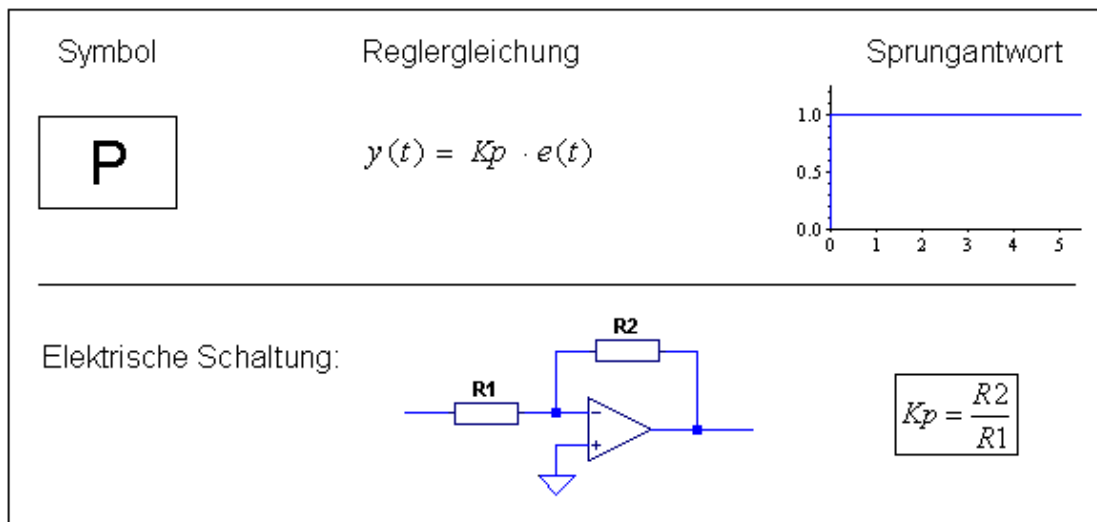 Symbol Reglergleichung Sprungantwort
P
y(t) = Kp · e(t)
1.0
0.5
0.0
0 1 2 3 4 5
Elektrische Schaltung:
R2
R1
−
+
Kp = R2/R1